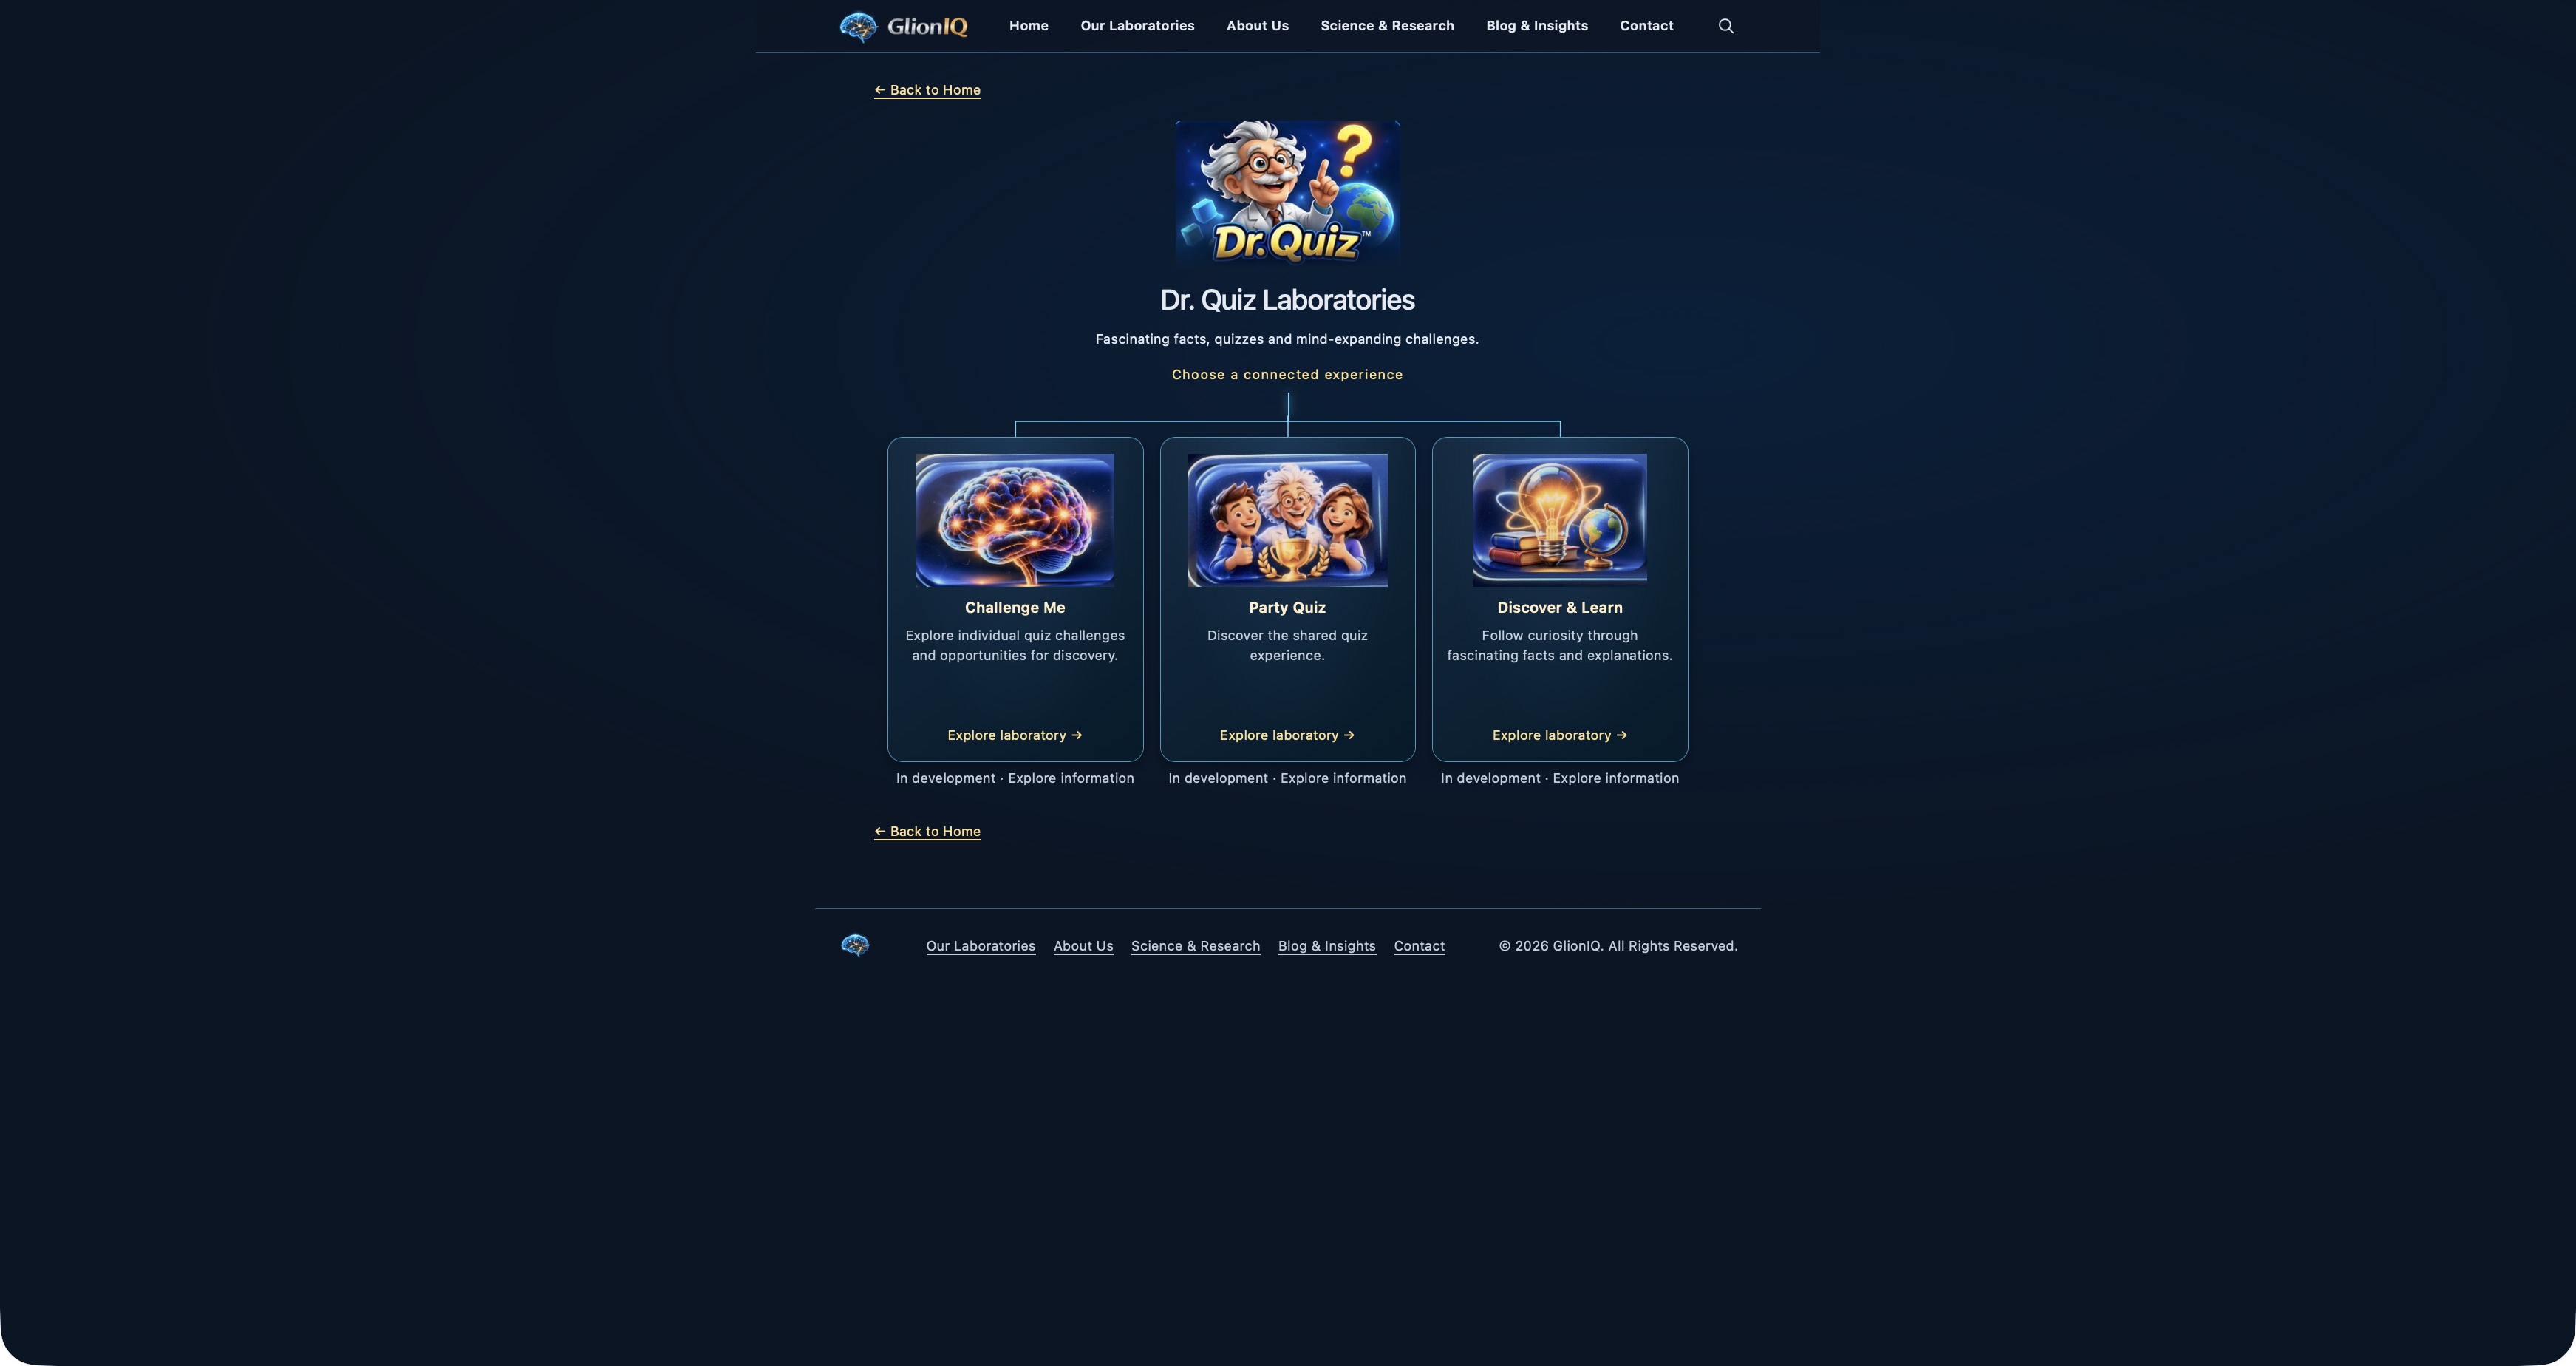 GlionIQ
Home Our Laboratories About Us Science & Research Blog & Insights Contact
← Back to Home
?
Dr. Quiz™
Dr. Quiz Laboratories
Fascinating facts, quizzes and mind-expanding challenges.
Choose a connected experience
Challenge Me
Explore individual quiz challenges
and opportunities for discovery.
Explore laboratory →
In development · Explore information
Party Quiz
Discover the shared quiz
experience.
Explore laboratory →
In development · Explore information
Discover & Learn
Follow curiosity through
fascinating facts and explanations.
Explore laboratory →
In development · Explore information
← Back to Home
Our Laboratories About Us Science & Research Blog & Insights Contact
© 2026 GlionIQ. All Rights Reserved.